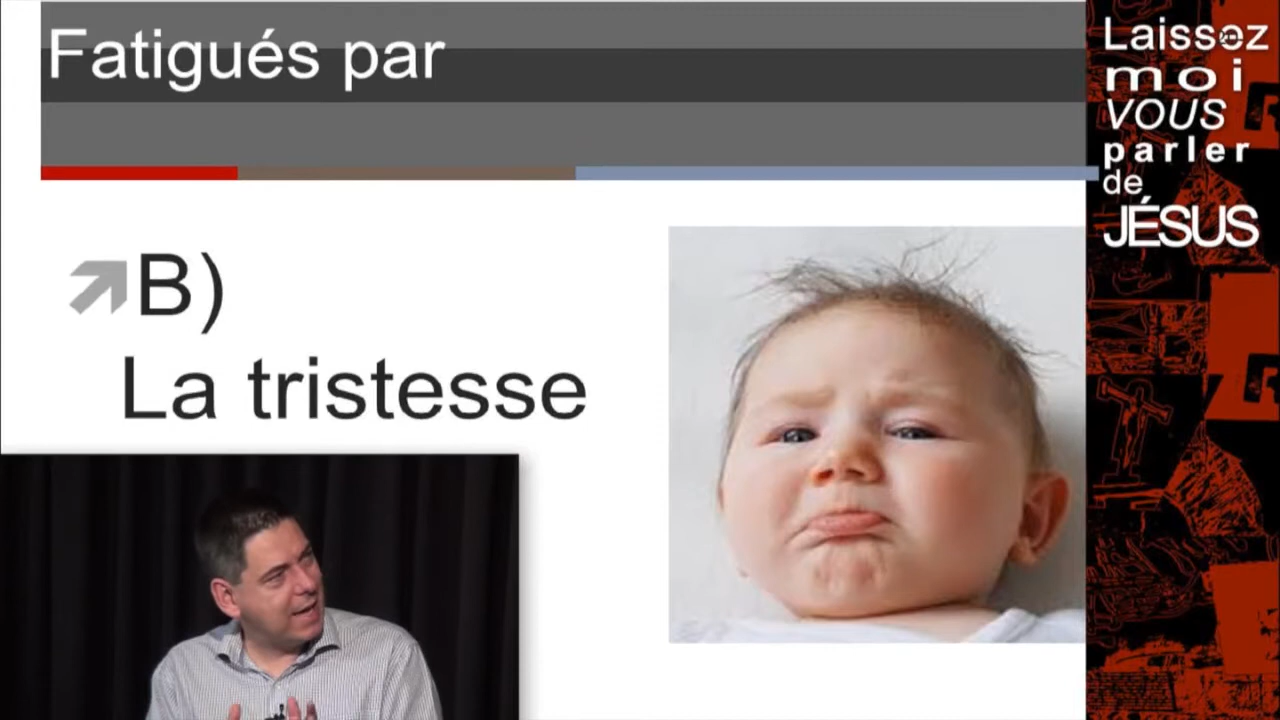 Fatigués par
B)
La tristesse
Laissez
moi
vous
parler
de
JÉSUS